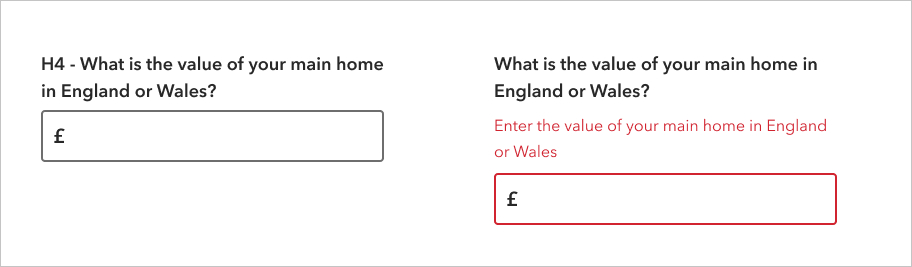 H4 - What is the value of your main home
in England or Wales?
£
What is the value of your main home in
England or Wales?
Enter the value of your main home in England
or Wales
£